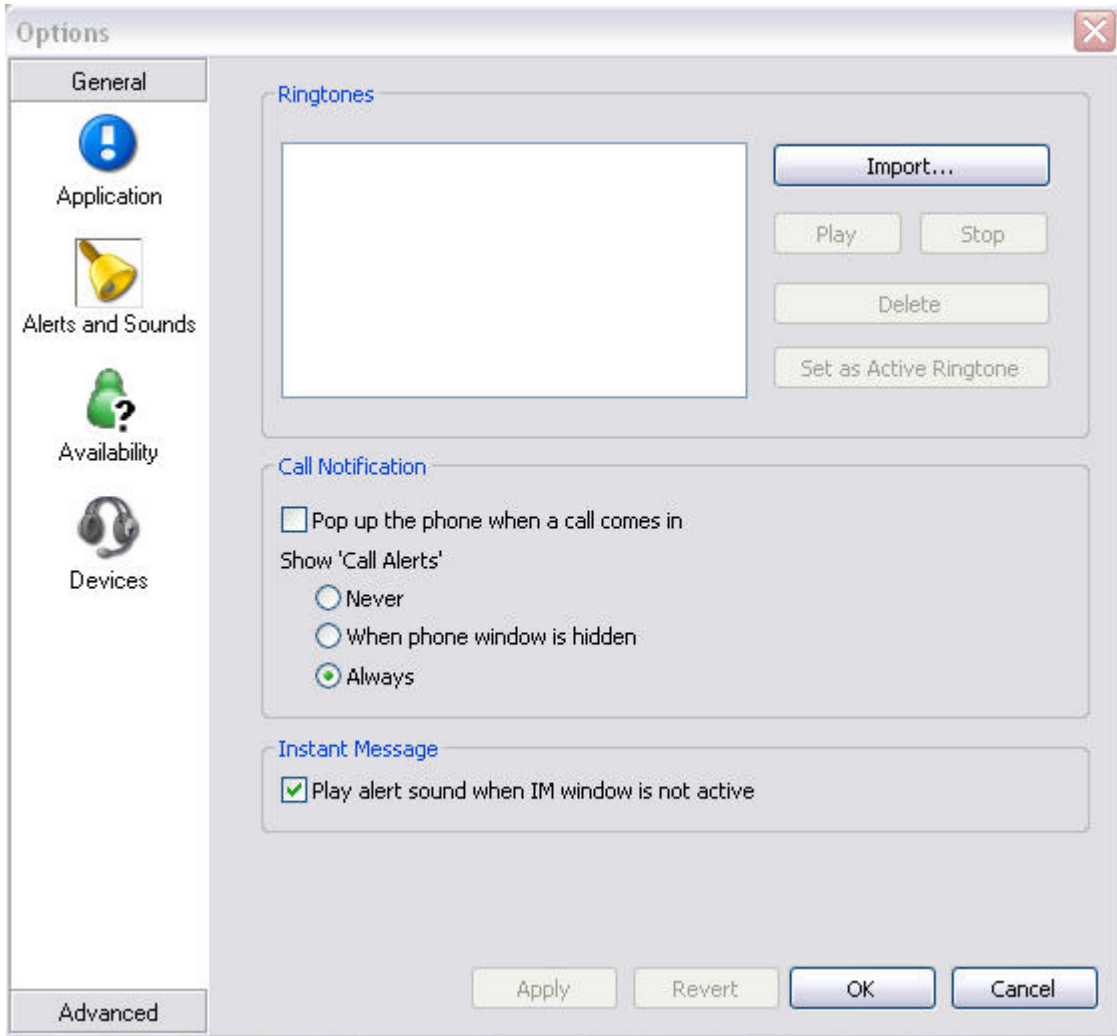 Options
General
Application
Alerts and Sounds
Availability
Devices
Advanced
Ringtones
Import...
Play
Stop
Delete
Set as Active Ringtone
Call Notification
Pop up the phone when a call comes in
Show 'Call Alerts'
Never
When phone window is hidden
Always
Instant Message
Play alert sound when IM window is not active
Apply
Revert
OK
Cancel